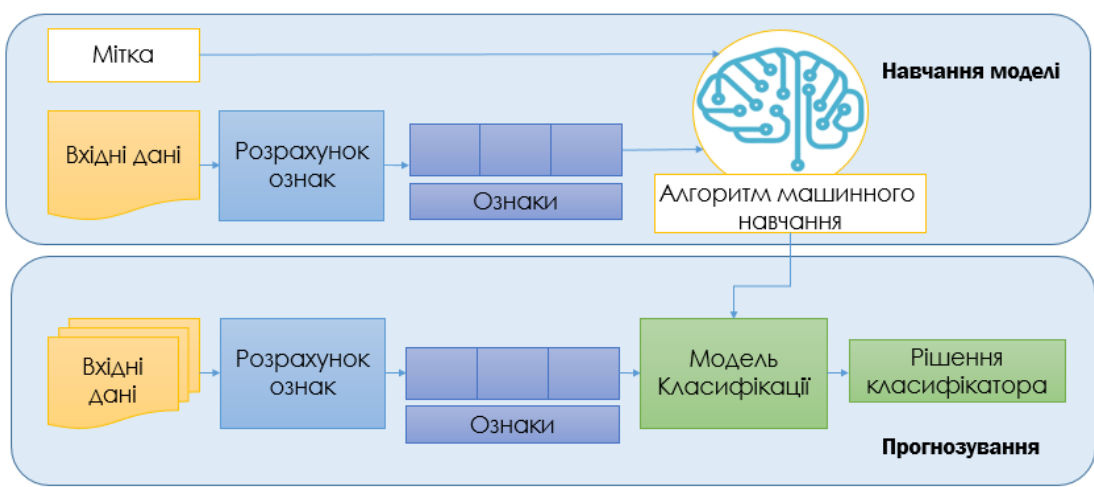 Мітка
Навчання моделі
Вхідні дані
Розрахунок
ознак
Ознаки
Алгоритм машинного
навчання
Вхідні
дані
Розрахунок
ознак
Ознаки
Модель
Класифікації
Рішення
класифікатора
Прогнозування